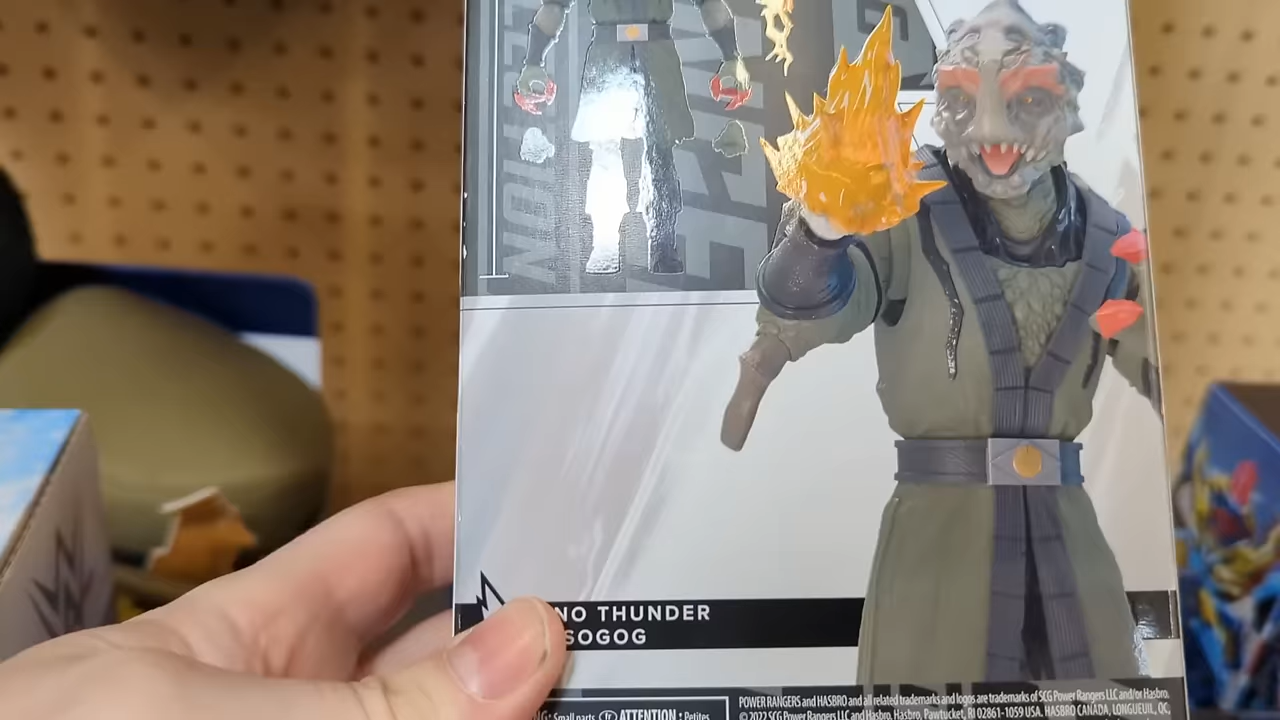 NO THUNDER
SOGOG
POWER RANGERS and HASBRO and all related trademarks and logos are trademarks of SCG Power Rangers LLC and/or Hasbro.
© 2022 SCG Power Rangers LLC and Hasbro. Hasbro, Pawtucket, RI 02861-1059 USA. HASBRO CANADA, LONGUEUIL, QC,
NG: Small parts. ATTENTION : Petites